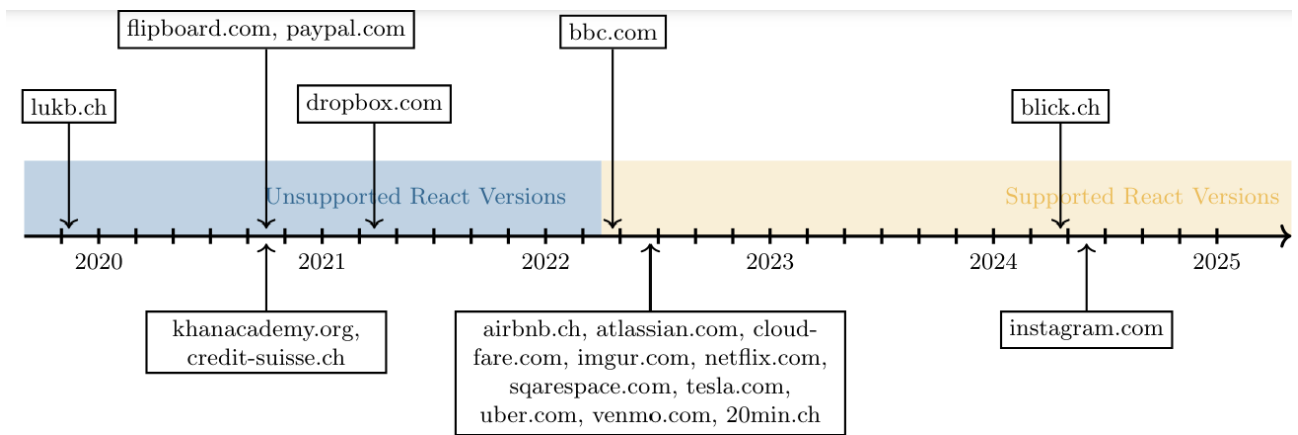 flipboard.com, paypal.com
bbc.com
lukb.ch
dropbox.com
blick.ch
Unsupported React Versions
Supported React Versions
2020
2021
2022
2023
2024
2025
khanacademy.org,
credit-suisse.ch
airbnb.ch, atlassian.com, cloud-
fare.com, imgur.com, netflix.com,
sqarespace.com, tesla.com,
uber.com, venmo.com, 20min.ch
instagram.com